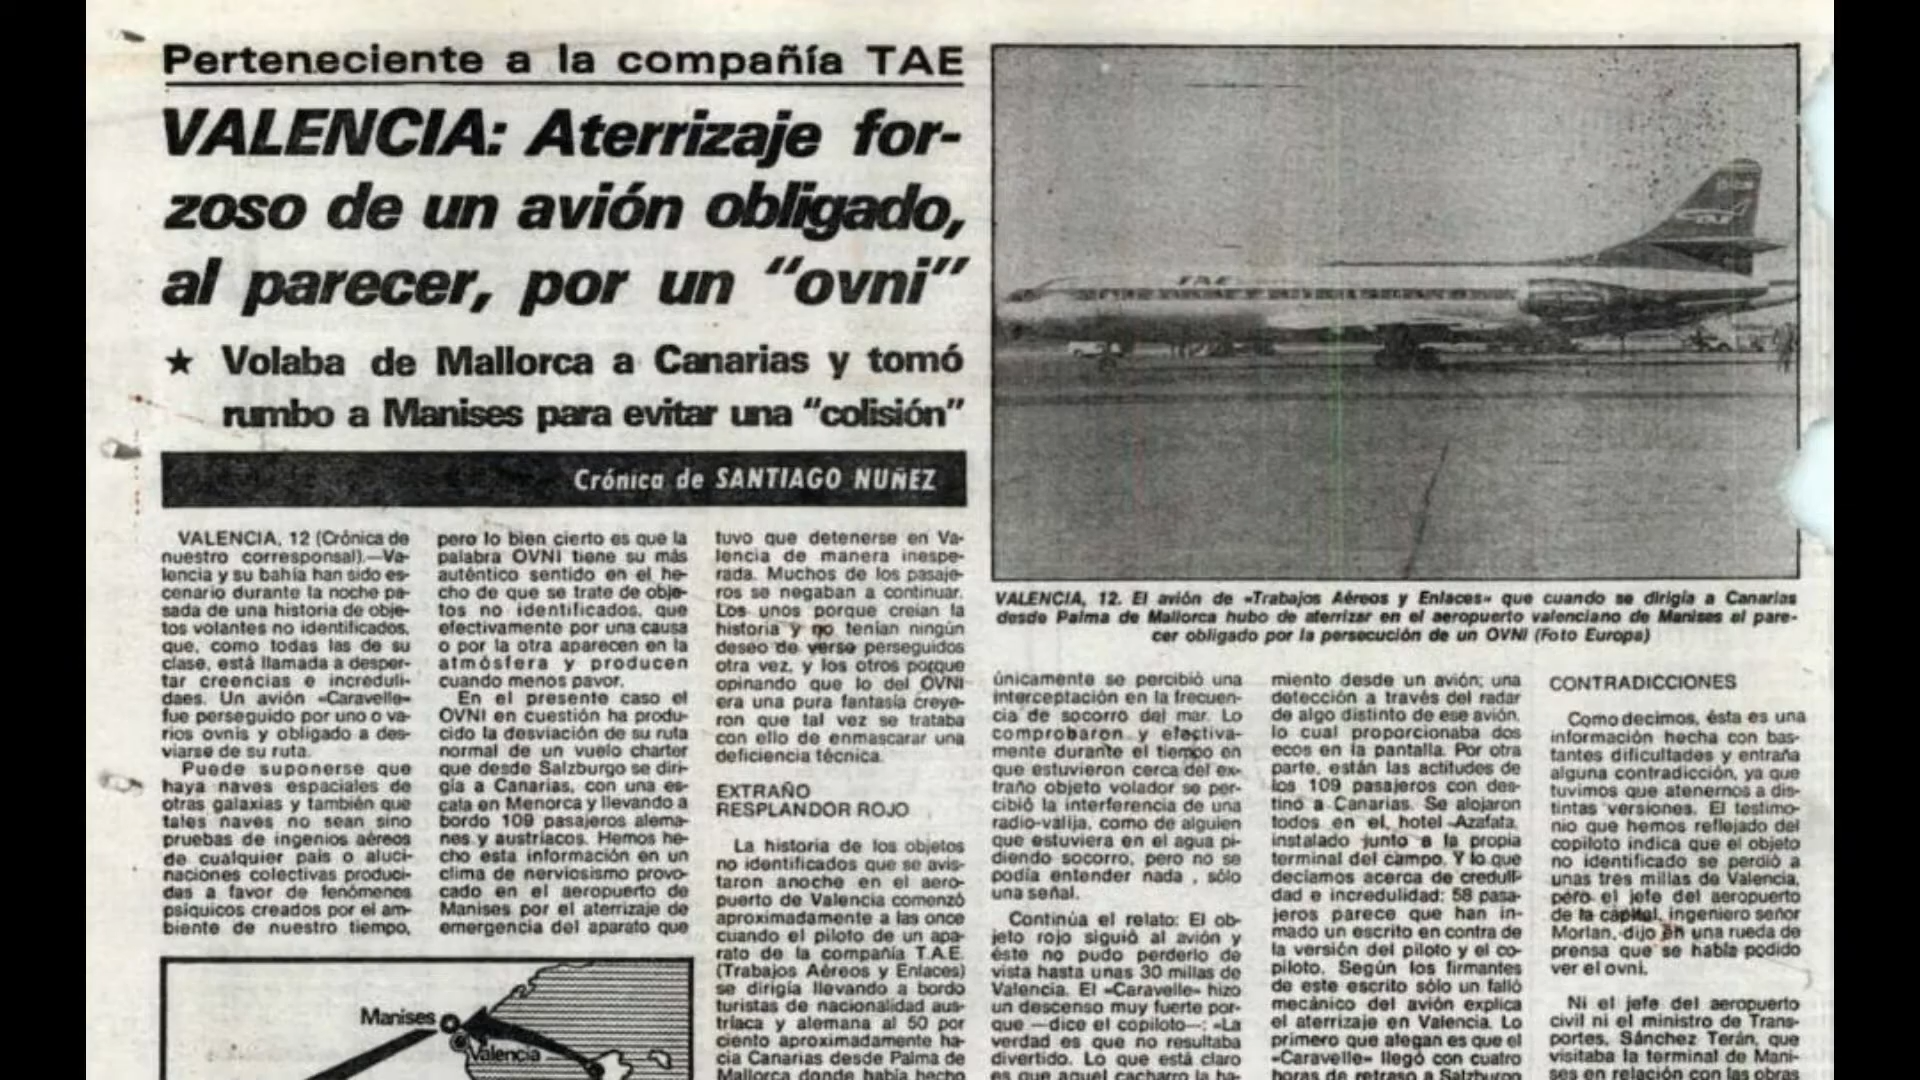 Perteneciente a la compañía TAE
VALENCIA: Aterrizaje for-
zoso de un avión obligado,
al parecer, por un “ovni”
★ Volaba de Mallorca a Canarias y tomó
rumbo a Manises para evitar una “colisión”
Crónica de SANTIAGO NUÑEZ
VALENCIA, 12 (Crónica de
nuestro corresponsal).—Va-
lencia y su bahía han sido es-
cenario durante la noche pa-
sada de una historia de obje-
tos volantes no identificados,
que, como todas las de su
clase, está llamada a desper-
tar creencias e increduli-
daes. Un avión «Caravelle»
fue perseguido por uno o va-
rios ovnis y obligado a des-
viarse de su ruta.
Puede suponerse que
haya naves espaciales de
otras galaxias y también que
tales naves no sean sino
pruebas de ingenios aéreos
de cualquier país o aluci-
naciones colectivas produci-
das a favor de fenómenos
psíquicos creados por el am-
biente de nuestro tiempo,
pero lo bien cierto es que la
palabra OVNI tiene su más
auténtico sentido en el he-
cho de que se trate de obje-
tos no identificados, que
efectivamente por una causa
o por la otra aparecen en la
atmósfera y producen
cuando menos pavor.
En el presente caso el
OVNI en cuestión ha produ-
cido la desviación de su ruta
normal de un vuelo charter
que desde Salzburgo se diri-
gía a Canarias, con una es-
cala en Menorca y llevando a
bordo 109 pasajeros alema-
nes y austríacos. Hemos he-
cho esta información en un
clima de nerviosismo provo-
cado en el aeropuerto de
Manises por el aterrizaje de
emergencia del aparato que
tuvo que detenerse en Va-
lencia de manera inespe-
rada. Muchos de los pasaje-
ros se negaban a continuar.
Los unos porque creían la
historia y no tenían ningún
deseo de verse perseguidos
otra vez, y los otros porque
opinando que lo del OVNI
era una pura fantasía creye-
ron que tal vez se trataba
con ello de enmascarar una
deficiencia técnica.
EXTRAÑO
RESPLANDOR ROJO
La historia de los objetos
no identificados que se avis-
taron anoche en el aero-
puerto de Valencia comenzó
aproximadamente a las once
cuando el piloto de un apa-
rato de la compañía T.A.E.
(Trabajos Aéreos y Enlaces)
se dirigía llevando a bordo
turistas de nacionalidad aus-
tríaca y alemana al 50 por
ciento aproximadamente ha-
cia Canarias desde Palma de
Mallorca donde había hecho
VALENCIA, 12. El avión de «Trabajos Aéreos y Enlaces» que cuando se dirigía a Canarias
desde Palma de Mallorca hubo de aterrizar en el aeropuerto valenciano de Manises al pare-
cer obligado por la persecución de un OVNI (Foto Europa)
únicamente se percibió una
interceptación en la frecuen-
cia de socorro del mar. Lo
comprobaron y efectiva-
mente durante el tiempo en
que estuvieron cerca del ex-
traño objeto volador se per-
cibió la interferencia de una
radio-valija, como de alguien
que estuviera en el agua pi-
diendo socorro, pero no se
podía entender nada , sólo
una señal.
Continúa el relato: El ob-
jeto rojo siguió al avión y
éste no pudo perderlo de
vista hasta unas 30 millas de
Valencia. El «Caravelle» hizo
un descenso muy fuerte por-
que —dice el copiloto—: «La
verdad es que no resultaba
divertido. Lo que está claro
es que aquel cacharro la ha-
miento desde un avión; una
detección a través del radar
de algo distinto de ese avión,
lo cual proporcionaba dos
ecos en la pantalla. Por otra
parte, están las actitudes de
los 109 pasajeros con des-
tino a Canarias. Se alojaron
todos en el hotel Azafata,
instalado junto a la propia
terminal del campo. Y lo que
decíamos acerca de creduli-
dad e incredulidad: 58 pasa-
jeros parece que han in-
mado un escrito en contra de
la versión del piloto y el co-
piloto. Según los firmantes
de este escrito sólo un falló
mecánico del avión explica
el aterrizaje en Valencia. Lo
primero que alegan es que el
«Caravelle» llegó con cuatro
horas de retraso a Salzburgo
CONTRADICCIONES
Como decimos, ésta es una
información hecha con bas-
tantes dificultades y entraña
alguna contradicción, ya que
tuvimos que atenernos a dis-
tintas versiones. El testimo-
nio que hemos reflejado del
copiloto indica que el objeto
no identificado se perdió a
unas tres millas de Valencia,
pero el jefe del aeropuerto
de la capital, ingeniero señor
Morlan, dijo en una rueda de
prensa que se había podido
ver el ovni.
Ni el jefe del aeropuerto
civil ni el ministro de Trans-
portes, Sánchez Terán, que
visitaba la terminal de Mani-
ses en relación con las obras
Manises
Valencia
TAE